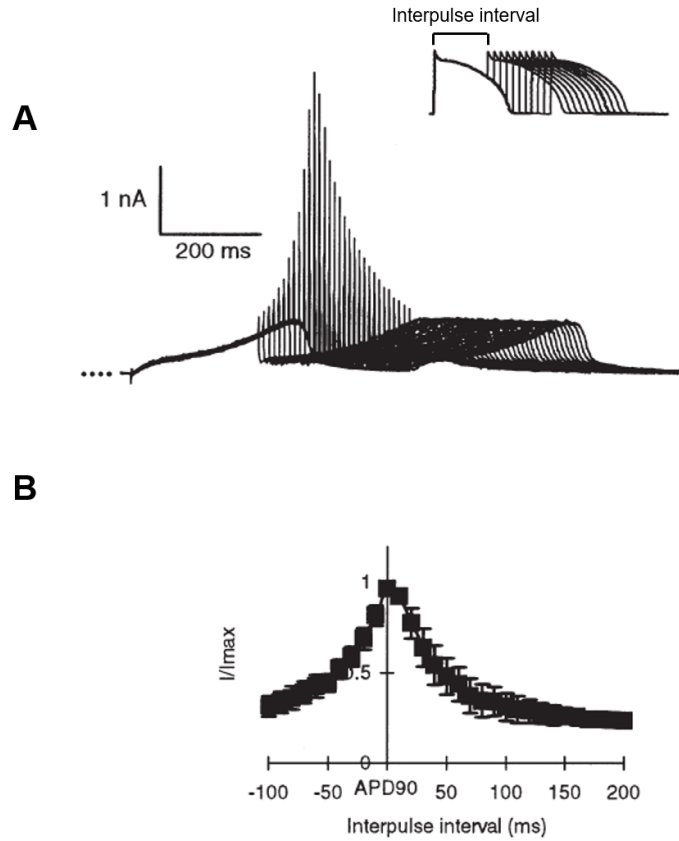 Interpulse interval
A
1 nA
200 ms
B
1
I/Imax
0.5
0
-100 -50 APD90 50 100 150 200
Interpulse interval (ms)